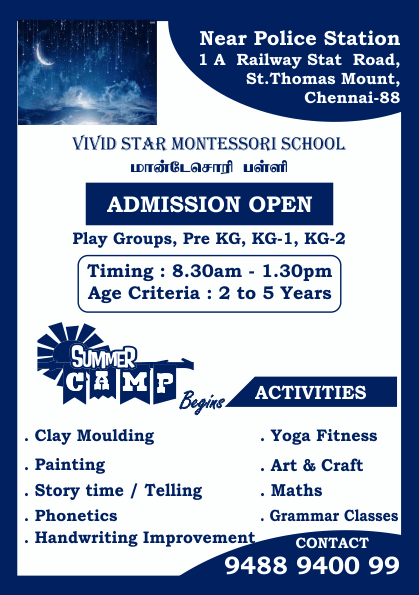 Near Police Station
1 A Railway Stat Road,
St.Thomas Mount,
Chennai-88
VIVID STAR MONTESSORI SCHOOL
மான்டேசொரி பள்ளி
ADMISSION OPEN
Play Groups, Pre KG, KG-1, KG-2
Timing : 8.30am - 1.30pm
Age Criteria : 2 to 5 Years
SUMMER
CAMP
Begins
ACTIVITIES
. Clay Moulding
. Painting
. Story time / Telling
. Phonetics
. Handwriting Improvement
. Yoga Fitness
. Art & Craft
. Maths
. Grammar Classes
CONTACT
9488 9400 99